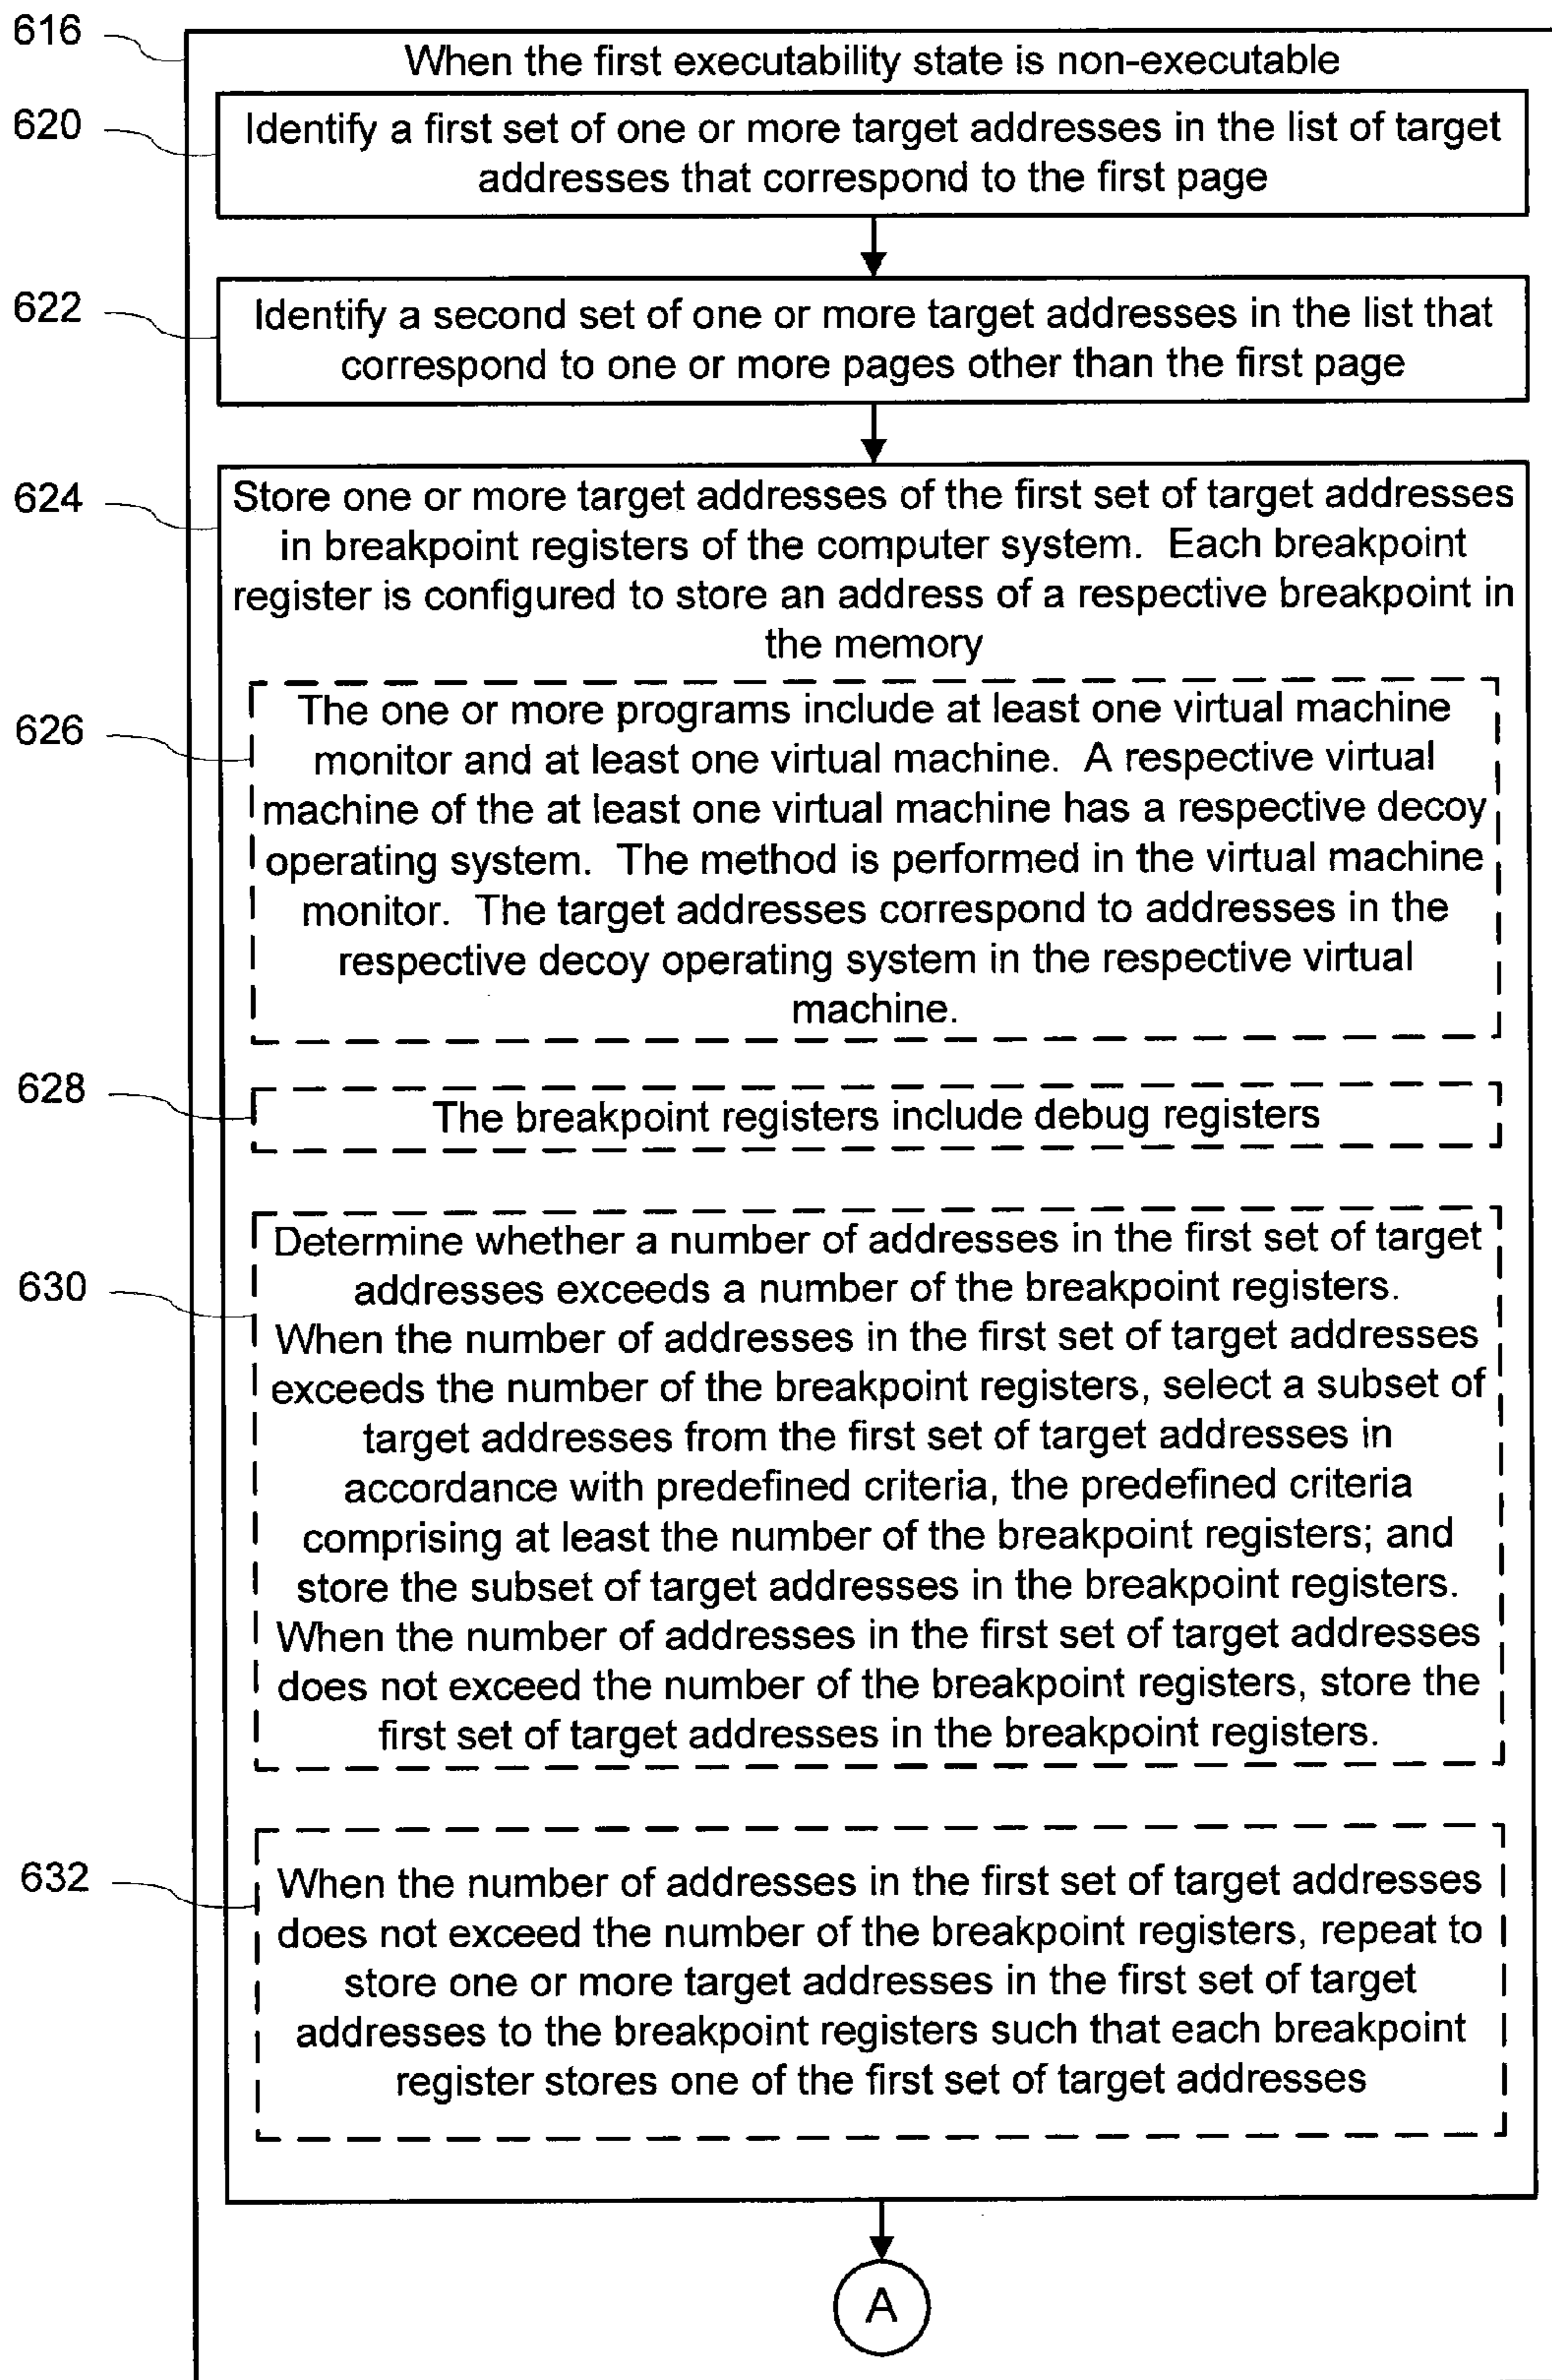 616
When the first executability state is non-executable
620
Identify a first set of one or more target addresses in the list of target
addresses that correspond to the first page
622
Identify a second set of one or more target addresses in the list that
correspond to one or more pages other than the first page
624
Store one or more target addresses of the first set of target addresses
in breakpoint registers of the computer system. Each breakpoint
register is configured to store an address of a respective breakpoint in
the memory
626
The one or more programs include at least one virtual machine
monitor and at least one virtual machine. A respective virtual
machine of the at least one virtual machine has a respective decoy
operating system. The method is performed in the virtual machine
monitor. The target addresses correspond to addresses in the
respective decoy operating system in the respective virtual
machine.
628
The breakpoint registers include debug registers
630
Determine whether a number of addresses in the first set of target
addresses exceeds a number of the breakpoint registers.
When the number of addresses in the first set of target addresses
exceeds the number of the breakpoint registers, select a subset of
target addresses from the first set of target addresses in
accordance with predefined criteria, the predefined criteria
comprising at least the number of the breakpoint registers; and
store the subset of target addresses in the breakpoint registers.
When the number of addresses in the first set of target addresses
does not exceed the number of the breakpoint registers, store the
first set of target addresses in the breakpoint registers.
632
When the number of addresses in the first set of target addresses
does not exceed the number of the breakpoint registers, repeat to
store one or more target addresses in the first set of target
addresses to the breakpoint registers such that each breakpoint
register stores one of the first set of target addresses
A